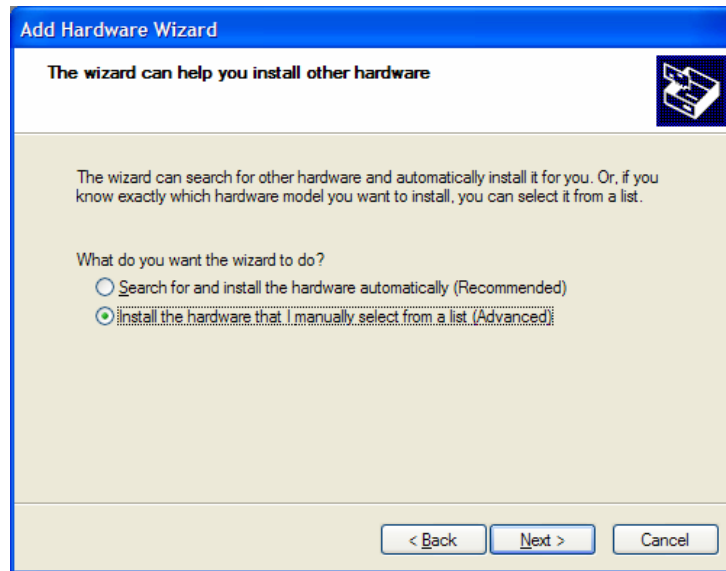 Add Hardware Wizard
The wizard can help you install other hardware
The wizard can search for other hardware and automatically install it for you. Or, if you
know exactly which hardware model you want to install, you can select it from a list.
What do you want the wizard to do?
Search for and install the hardware automatically (Recommended)
Install the hardware that I manually select from a list (Advanced)
< Back Next > Cancel